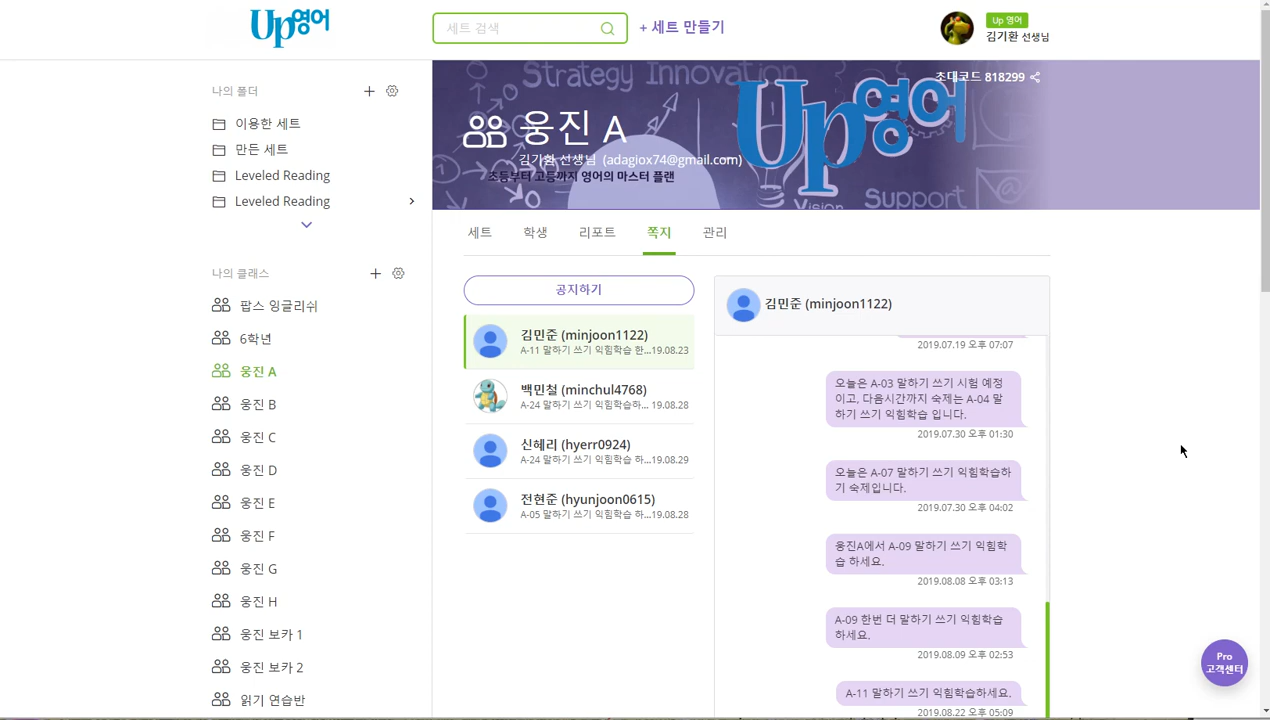 Up영어
세트 검색
+ 세트 만들기
Up 영어
김기환 선생님
나의 폴더
이용한 세트
만든 세트
Leveled Reading
Leveled Reading
나의 클래스
팝스 잉글리쉬
6학년
웅진 A
웅진 B
웅진 C
웅진 D
웅진 E
웅진 F
웅진 G
웅진 H
웅진 보카 1
웅진 보카 2
읽기 연습반
Strategy Innovation
초대코드 818299
웅진 A
Up영어
김기환 선생님 (adagiox74@gmail.com)
초등부터 고등까지 영어의 마스터 플랜
Support
Vision
세트
학생
리포트
쪽지
관리
공지하기
김민준 (minjoon1122)
A-11 말하기 쓰기 익힘학습 한...19.08.23
백민철 (minchul4768)
A-24 말하기 쓰기 익힘학습하... 19.08.28
신혜리 (hyerr0924)
A-24 말하기 쓰기 익힘학습 하...19.08.29
전현준 (hyunjoon0615)
A-05 말하기 쓰기 익힘학습 하...19.08.28
김민준 (minjoon1122)
2019.07.19 오후 07:07
오늘은 A-03 말하기 쓰기 시험 예정
이고, 다음시간까지 숙제는 A-04 말
하기 쓰기 익힘학습 입니다.
2019.07.30 오후 01:30
오늘은 A-07 말하기 쓰기 익힘학습하
기 숙제입니다.
2019.07.30 오후 04:02
웅진A에서 A-09 말하기 쓰기 익힘학
습 하세요.
2019.08.08 오후 03:13
A-09 한번 더 말하기 쓰기 익힘학습
하세요.
2019.08.09 오후 02:53
A-11 말하기 쓰기 익힘학습하세요.
2019.08.22 오후 05:09
Pro
고객센터